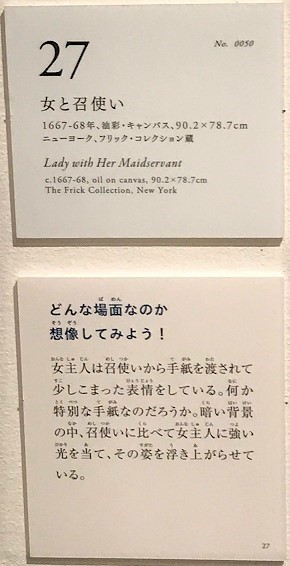 27
No. 0050
女と召使い
1667-68年、油彩・キャンバス、90.2×78.7cm
ニューヨーク、フリック・コレクション蔵
Lady with Her Maidservant
c.1667-68, oil on canvas, 90.2×78.7cm
The Frick Collection, New York
どんな場面なのか
想像してみよう！
女主人は召使いから手紙を渡されて
少しこまった表情をしている。何か
特別な手紙なのだろうか。暗い背景
の中、召使いに比べて女主人に強い
光を当て、その姿を浮き上がらせて
いる。
27